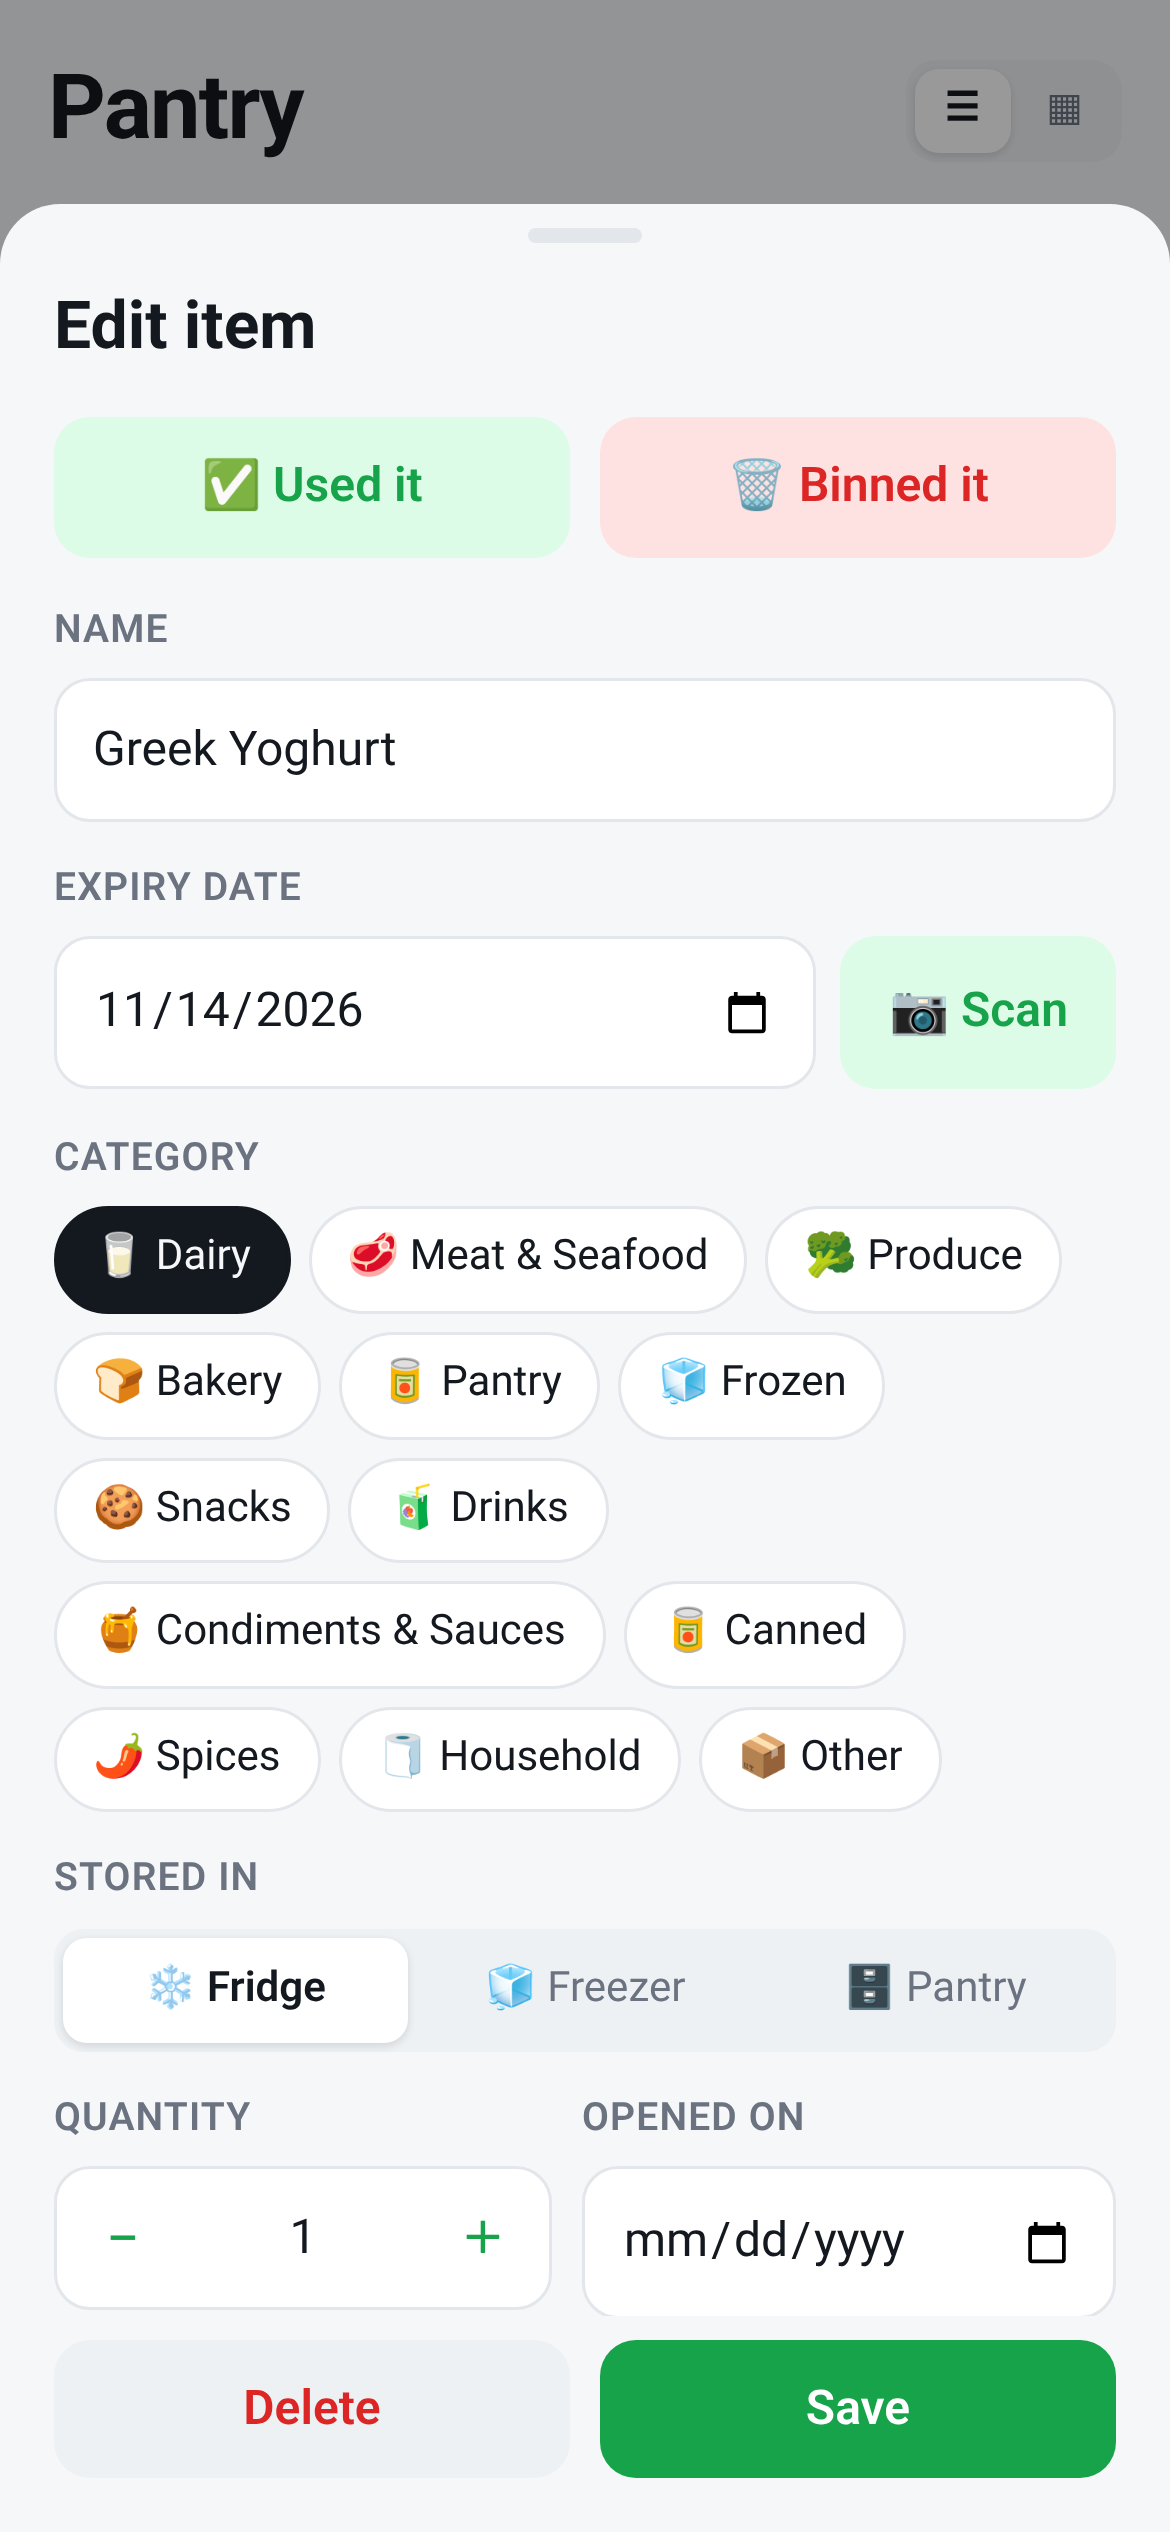 Pantry
Edit item
Used it
Binned it
NAME
Greek Yoghurt
EXPIRY DATE
11/14/2026
Scan
CATEGORY
Dairy
Meat & Seafood
Produce
Bakery
Pantry
Frozen
Snacks
Drinks
Condiments & Sauces
Canned
Spices
Household
Other
STORED IN
Fridge
Freezer
Pantry
QUANTITY
OPENED ON
− 1 +
mm/dd/yyyy
Delete
Save